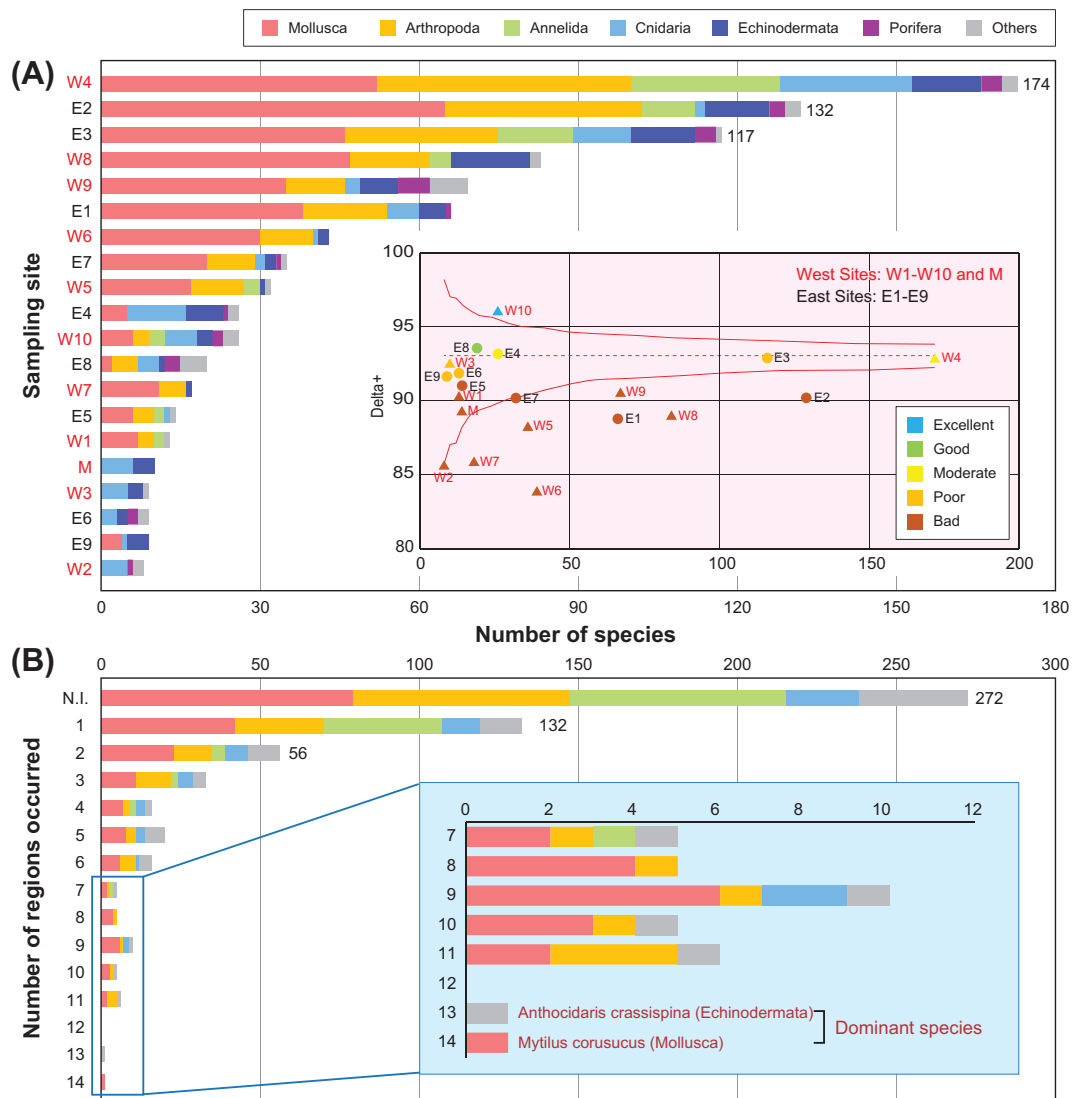 Mollusca Arthropoda Annelida Cnidaria Echinodermata Porifera Others
(A)
Sampling site
W4 174
E2 132
E3 117
W8
W9
E1
W6
E7
W5
E4
W10
E8
W7
E5
W1
M
W3
E6
E9
W2
0 30 60 90 120 150 180
Number of species
West Sites: W1-W10 and M
East Sites: E1-E9
Delta+
100
95
90
85
80
0 50 100 150 200
W10
E8
E4
W3
E3
W4
E6
E9
E5
W1
E7
W9
E2
M
E1
W8
W5
W7
W2
W6
Excellent
Good
Moderate
Poor
Bad
(B)
0 50 100 150 200 250 300
Number of regions occurred
N.I. 272
1 132
2 56
3
4
5
6
7
8
9
10
11
12
13
14
0 2 4 6 8 10 12
7
8
9
10
11
12
13 Anthocidaris crassispina (Echinodermata)
14 Mytilus corusucus (Mollusca)
Dominant species